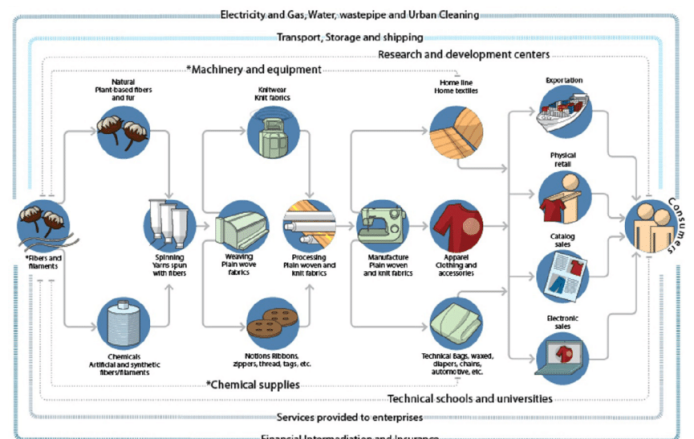 Electricity and Gas, Water, wastepipe and Urban Cleaning
Transport, Storage and shipping
Research and development centers
*Machinery and equipment
Natural
Plant-based fibers
and fur
Knitwear
Knit fabrics
Home line
Home textiles
Exportation
Physical
retail
*Fibers and
filaments
Spinning
Yarns spun
with fibers
Weaving
Plain wove
fabrics
Processing
Plain woven and
knit fabrics
Manufacture
Plain woven
and knit fabrics
Apparel
Clothing and
accessories
Catalog
sales
Consumers
Chemicals
Artificial and synthetic
fibers/filaments
Notions Ribbons,
zippers, thread, tags, etc.
Technical Bags, waxed,
diapers, chains,
automotive, etc.
Electronic
sales
*Chemical supplies
Technical schools and universities
Services provided to enterprises
Financial Intermediation and Insurance